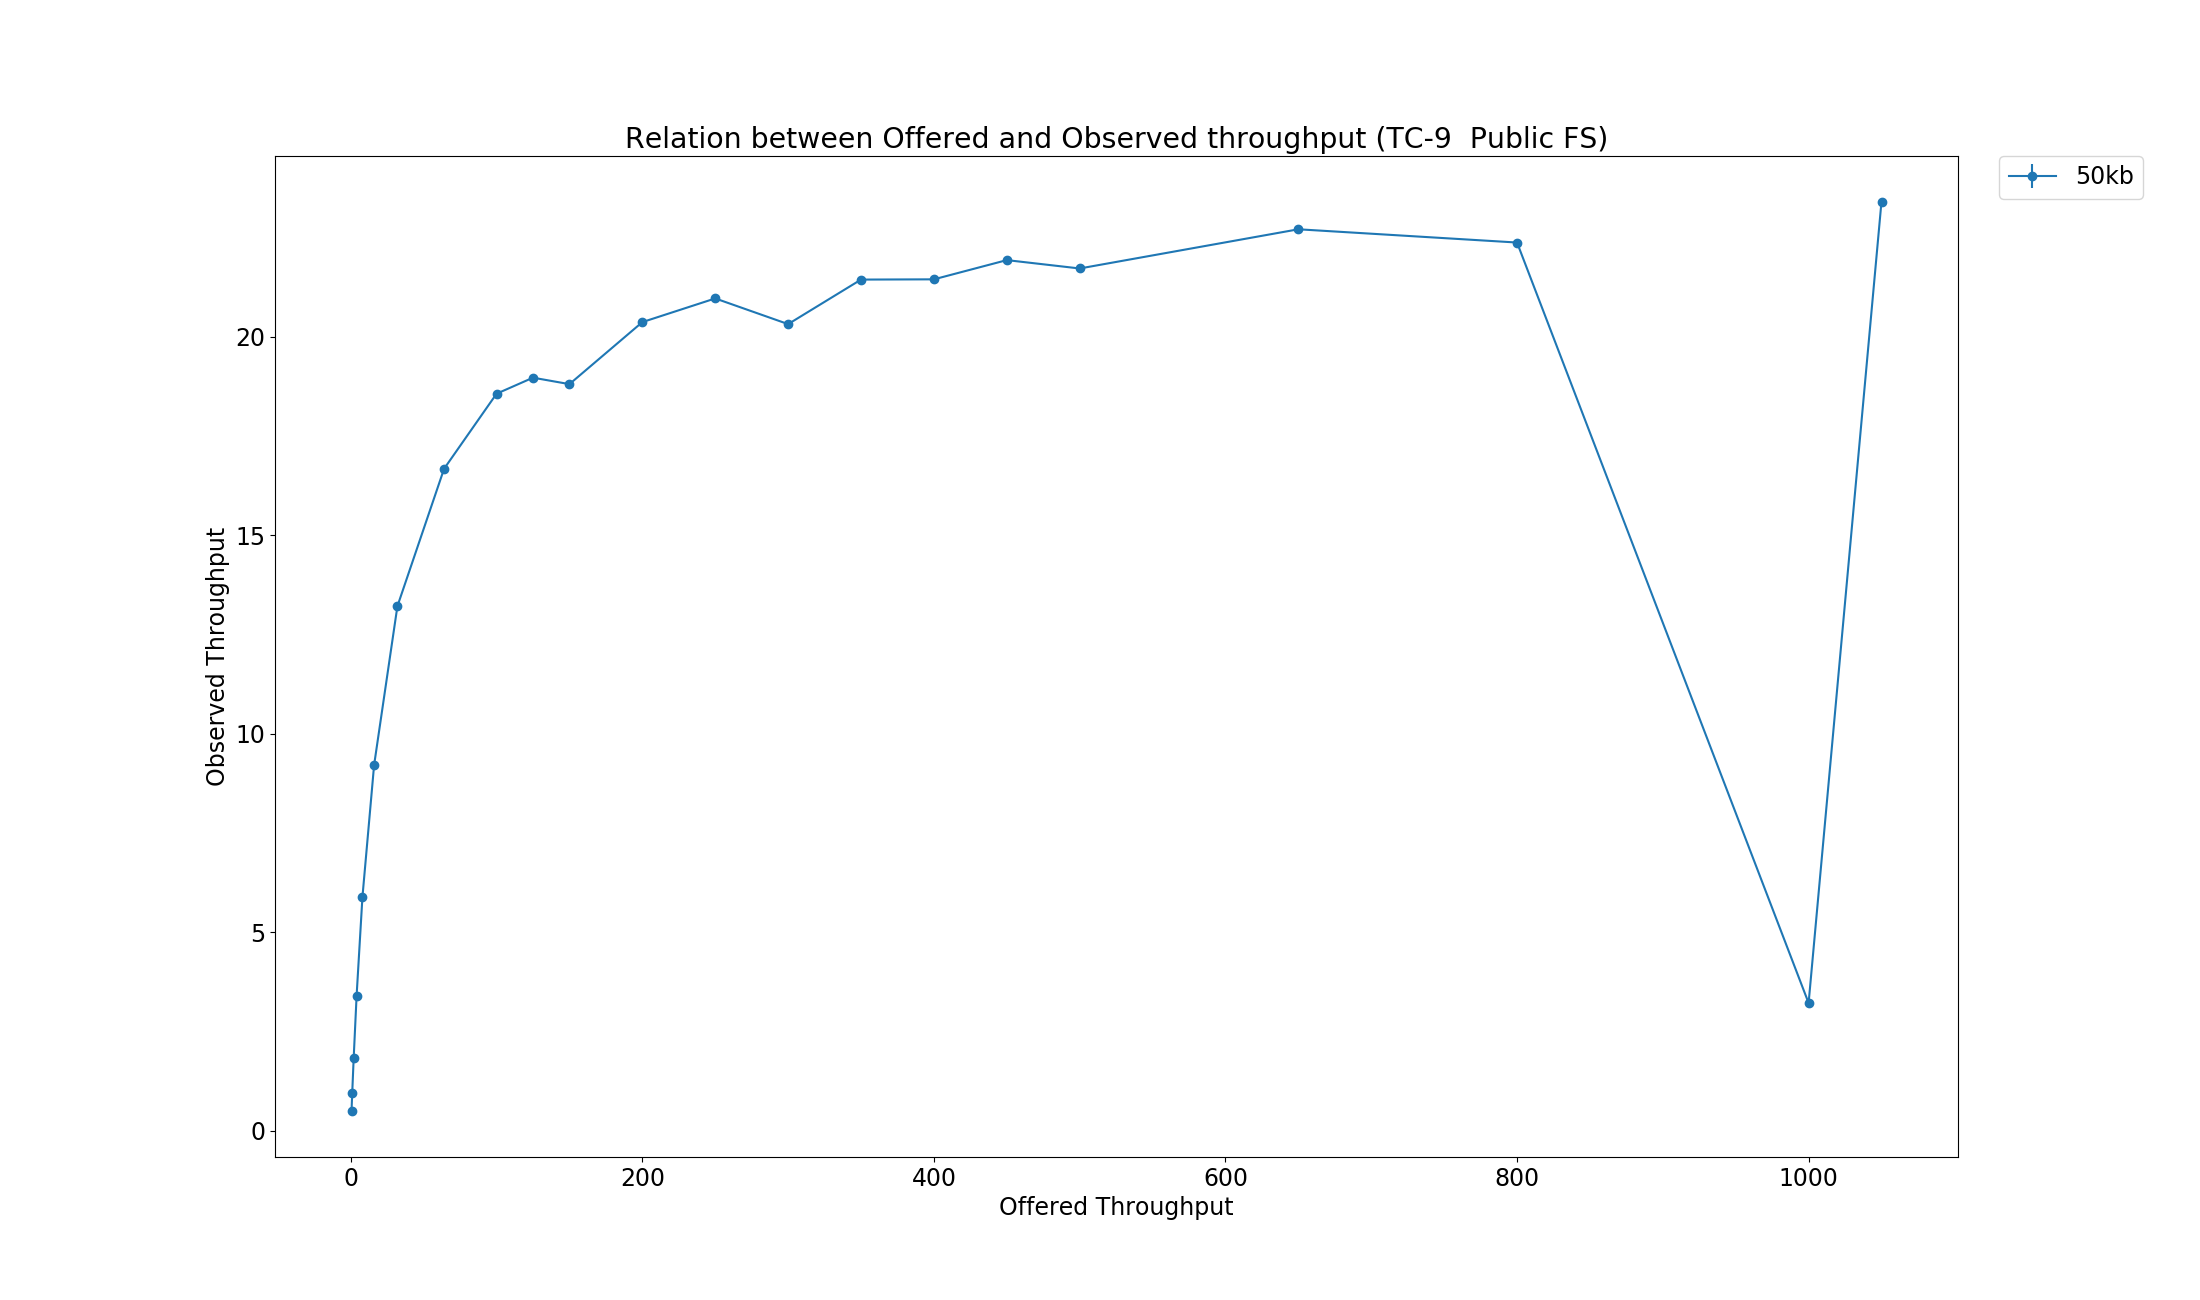 Relation between Offered and Observed throughput (TC-9  Public FS)
50kb
Observed Throughput
20
15
10
5
0
0 200 400 600 800 1000
Offered Throughput